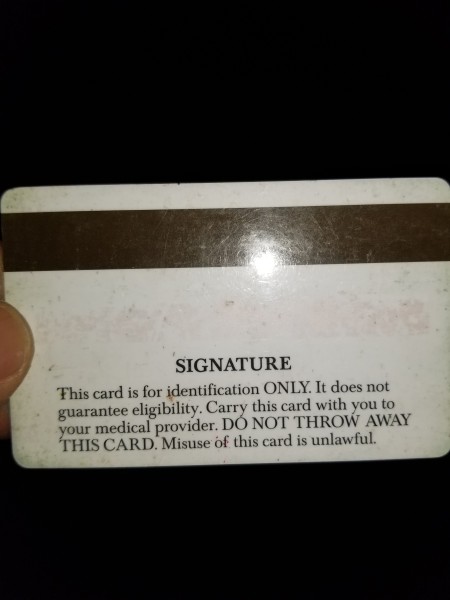 SIGNATURE
This card is for identification ONLY. It does not
guarantee eligibility. Carry this card with you to
your medical provider. DO NOT THROW AWAY
THIS CARD. Misuse of this card is unlawful.